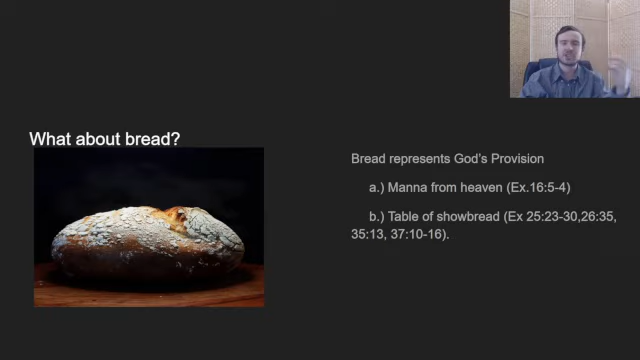 What about bread?
Bread represents God's Provision
a.) Manna from heaven (Ex.16:5-4)
b.) Table of showbread (Ex 25:23-30,26:35,
35:13, 37:10-16).